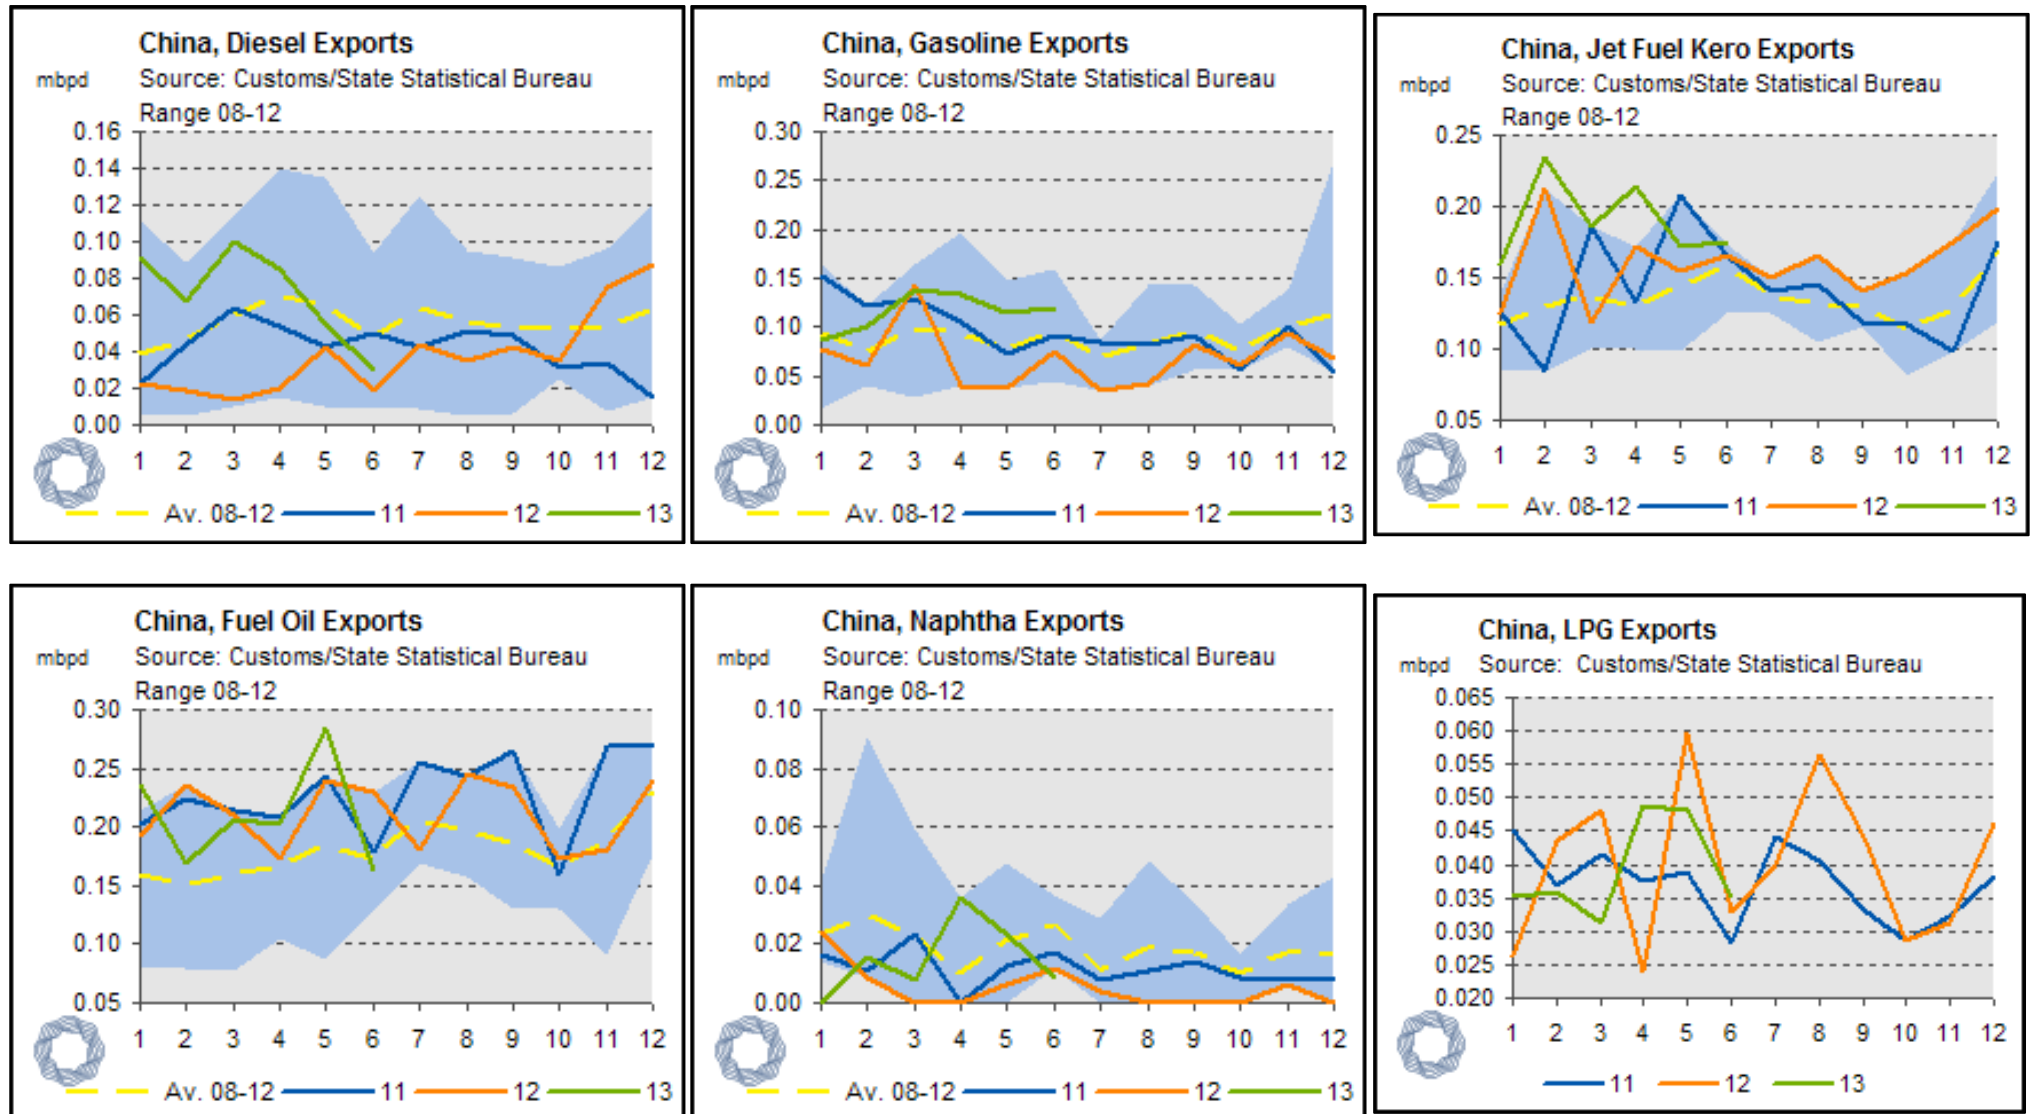 China, Diesel Exports
mbpd
Source: Customs/State Statistical Bureau
Range 08-12
0.16
0.14
0.12
0.10
0.08
0.06
0.04
0.02
0.00
1 2 3 4 5 6 7 8 9 10 11 12
Av. 08-12 11 12 13
China, Gasoline Exports
mbpd
Source: Customs/State Statistical Bureau
Range 08-12
0.30
0.25
0.20
0.15
0.10
0.05
0.00
1 2 3 4 5 6 7 8 9 10 11 12
Av. 08-12 11 12 13
China, Jet Fuel Kero Exports
mbpd
Source: Customs/State Statistical Bureau
Range 08-12
0.25
0.20
0.15
0.10
0.05
1 2 3 4 5 6 7 8 9 10 11 12
Av. 08-12 11 12 13
China, Fuel Oil Exports
mbpd
Source: Customs/State Statistical Bureau
Range 08-12
0.30
0.25
0.20
0.15
0.10
0.05
1 2 3 4 5 6 7 8 9 10 11 12
Av. 08-12 11 12 13
China, Naphtha Exports
mbpd
Source: Customs/State Statistical Bureau
Range 08-12
0.10
0.08
0.06
0.04
0.02
0.00
1 2 3 4 5 6 7 8 9 10 11 12
Av. 08-12 11 12 13
China, LPG Exports
mbpd
Source: Customs/State Statistical Bureau
0.065
0.060
0.055
0.050
0.045
0.040
0.035
0.030
0.025
0.020
1 2 3 4 5 6 7 8 9 10 11 12
11 12 13